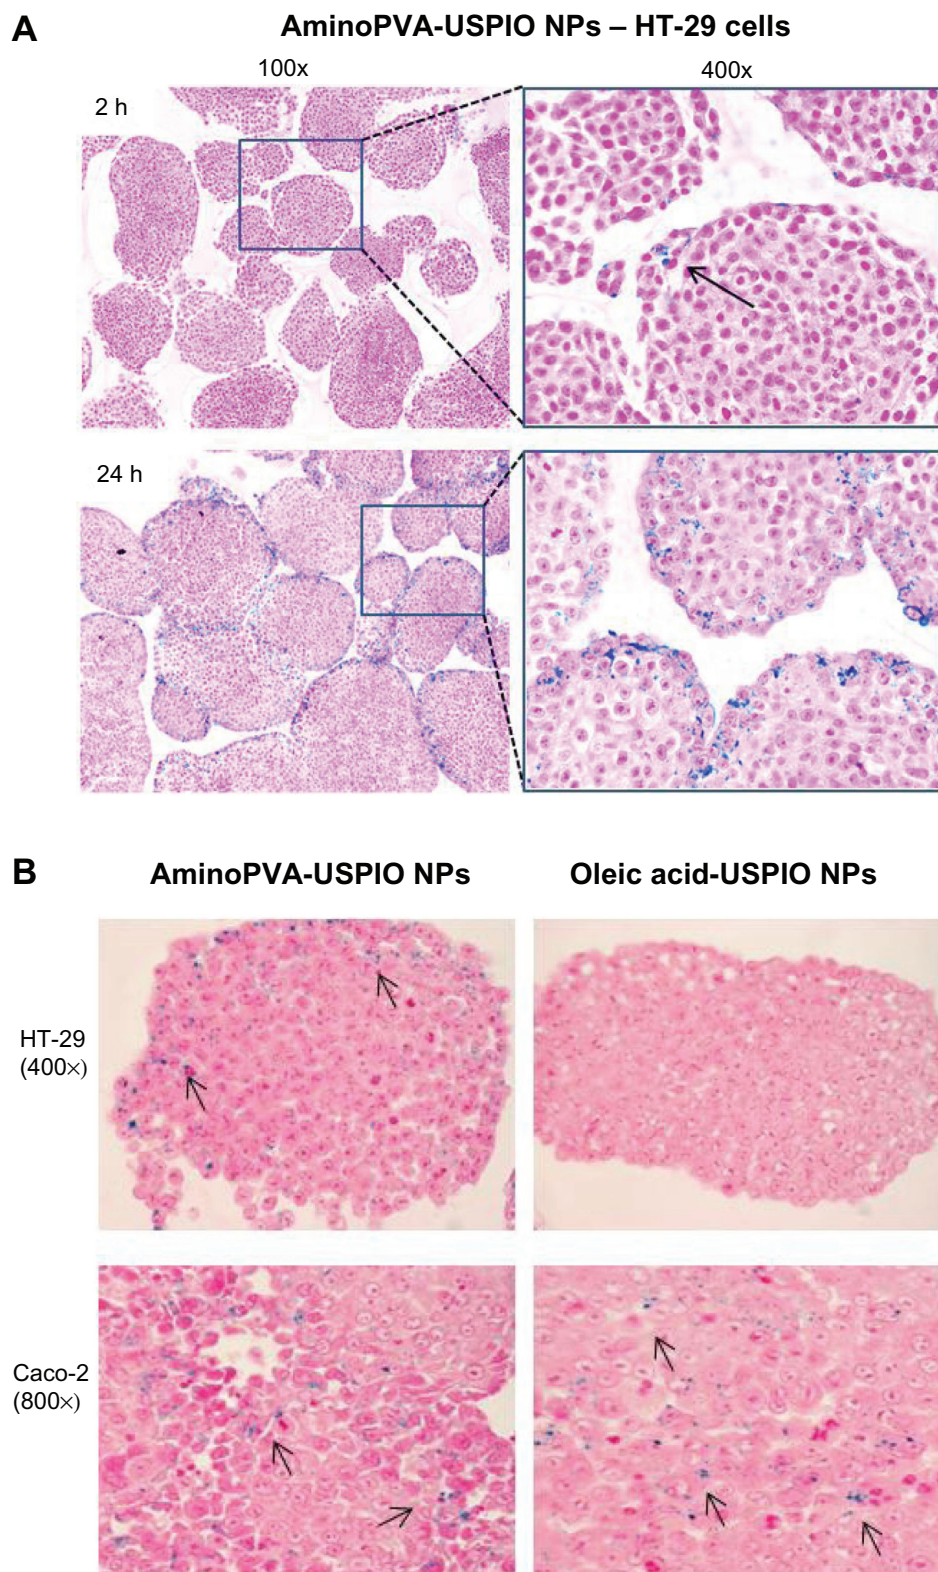 A
AminoPVA-USPIO NPs – HT-29 cells
100x
400x
2 h
24 h
B
AminoPVA-USPIO NPs
Oleic acid-USPIO NPs
HT-29
(400×)
Caco-2
(800×)